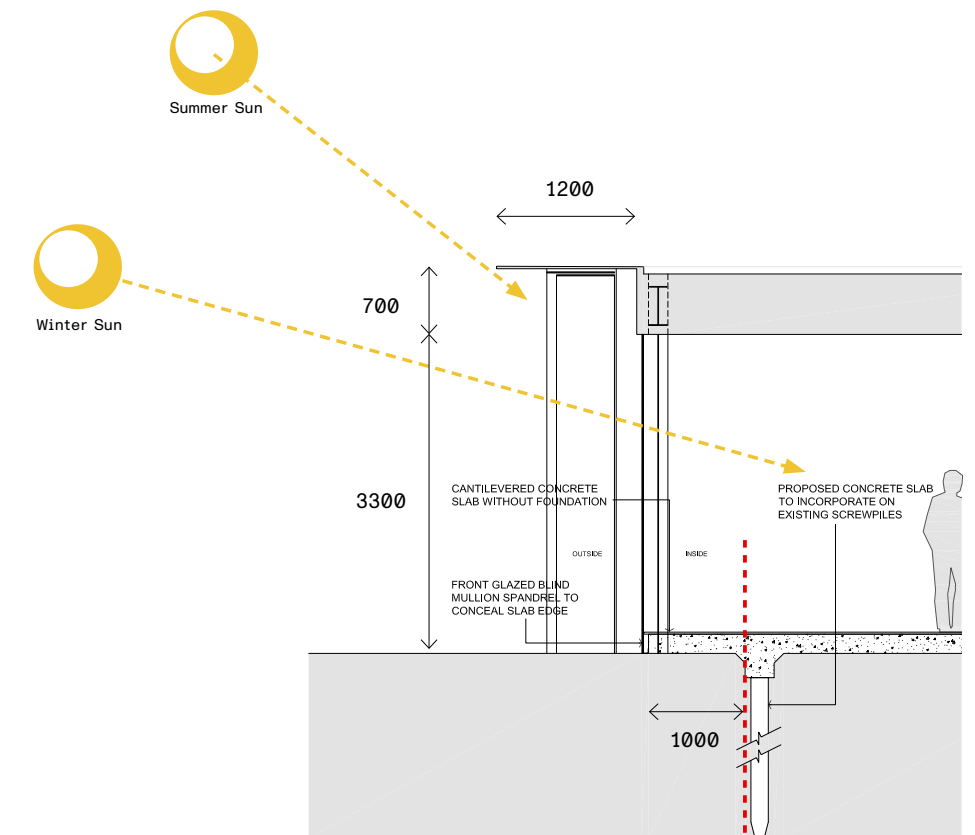 Summer Sun
1200
Winter Sun
700
3300
CANTILEVERED CONCRETE
SLAB WITHOUT FOUNDATION
PROPOSED CONCRETE SLAB
TO INCORPORATE ON
EXISTING SCREWPILES
OUTSIDE
INSIDE
FRONT GLAZED BLIND
MULLION SPANDREL TO
CONCEAL SLAB EDGE
1000